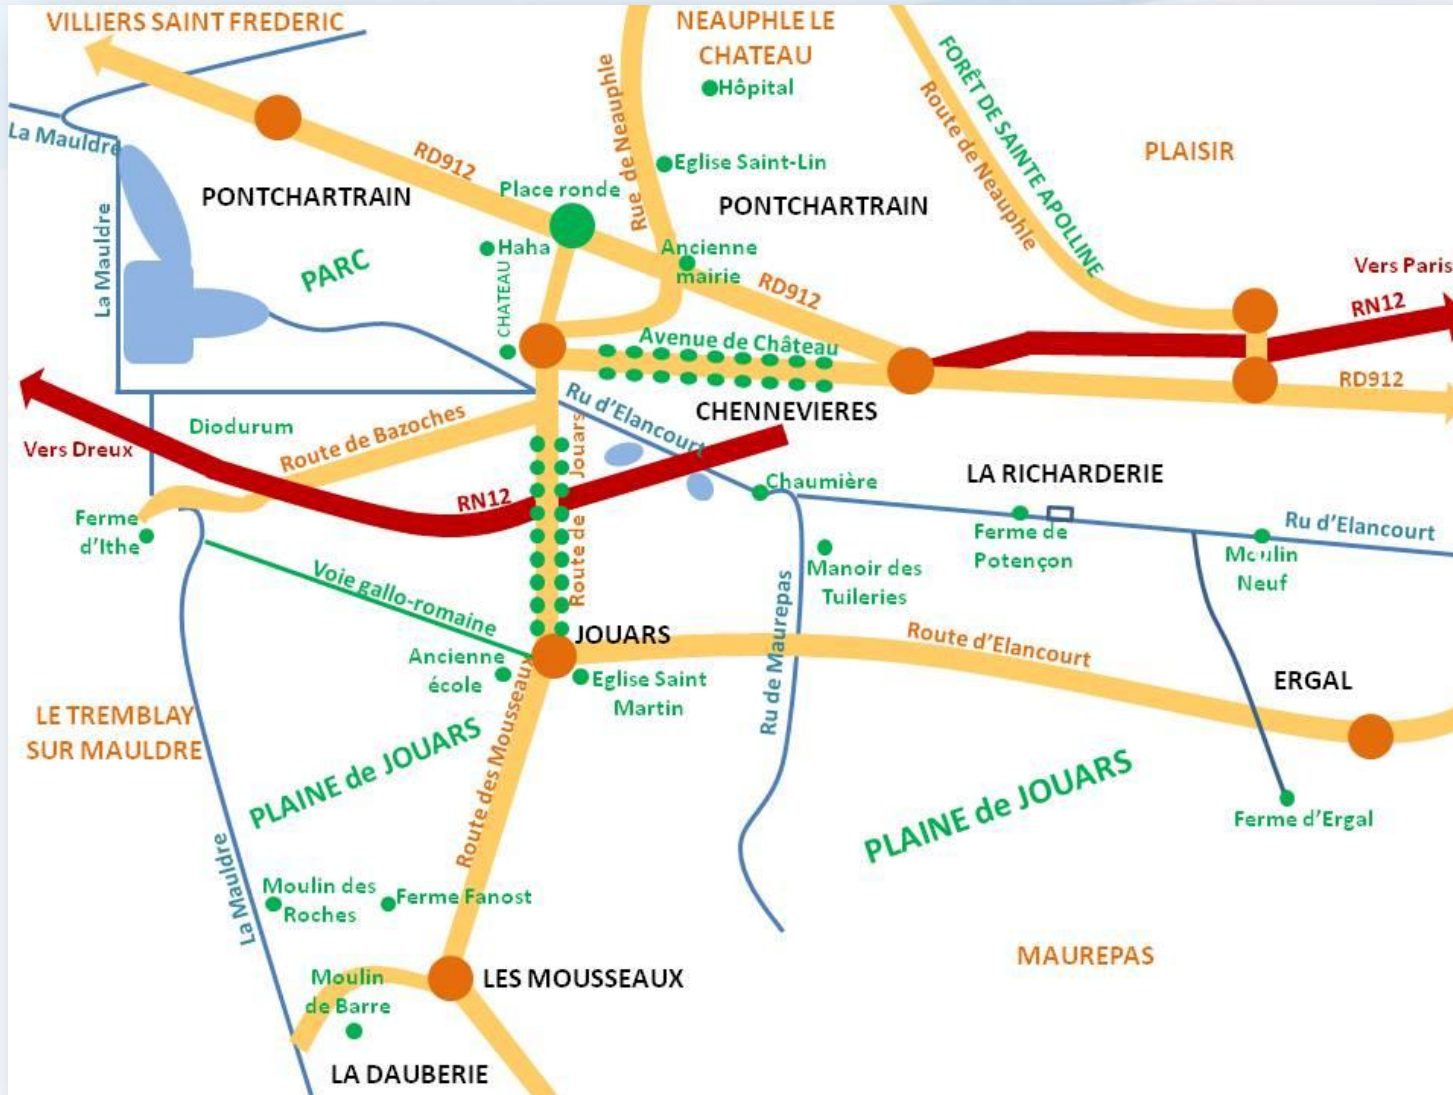 VILLIERS SAINT FREDERIC
NEAUPHLE LE
CHATEAU
Hôpital
FORÊT DE SAINTE APOLLINE
Route de Neauphle
PLAISIR
Rue de Neauphle
La Mauldre
RD912
Eglise Saint-Lin
PONTCHARTRAIN
Place ronde
PONTCHARTRAIN
La Mauldre
PARC
Haha
CHATEAU
Ancienne
mairie
RD912
Vers Paris
RN12
Avenue de Château
RD912
CHENNEVIERES
Ru d'Elancourt
Diodurum
Route de Bazoches
Vers Dreux
RN12
Route de Jouars
Chaumière
LA RICHARDERIE
Ferme
d'Ithe
Ferme de
Potençon
Ru d'Elancourt
Moulin
Neuf
Voie gallo-romaine
Manoir des
Tuileries
Ru de Maurepas
JOUARS
Route d'Elancourt
Ancienne
école
Eglise Saint
Martin
ERGAL
LE TREMBLAY
SUR MAULDRE
PLAINE de JOUARS
Route des Mousseaux
PLAINE de JOUARS
Ferme d'Ergal
La Mauldre
Moulin des
Roches
Ferme Fanost
MAUREPAS
Moulin
de Barre
LES MOUSSEAUX
LA DAUBERIE